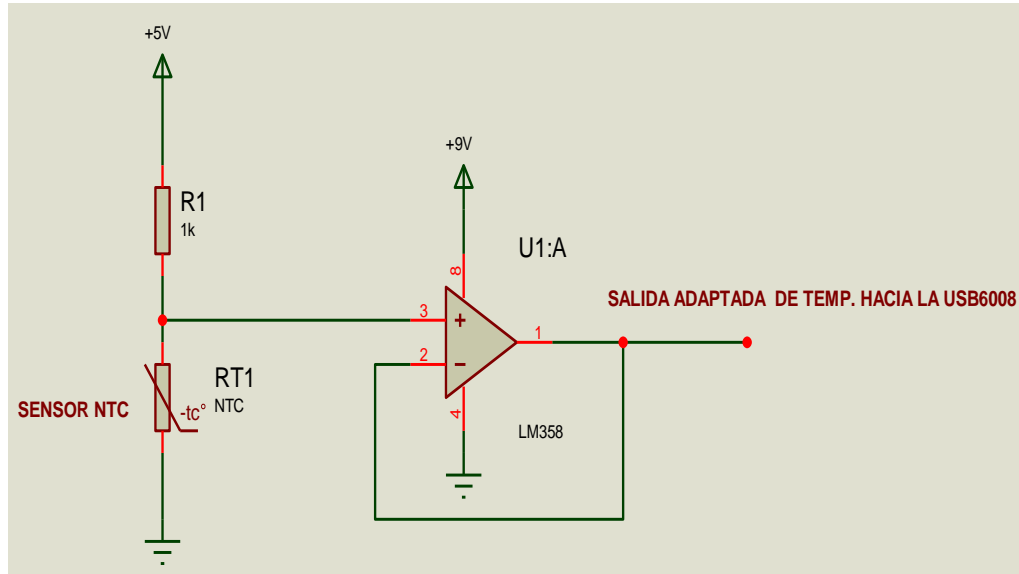 +5V
R1
1k
+9V
U1:A
8
SALIDA ADAPTADA DE TEMP. HACIA LA USB6008
3
+
1
2
−
RT1
SENSOR NTC
-tc°
NTC
4
LM358